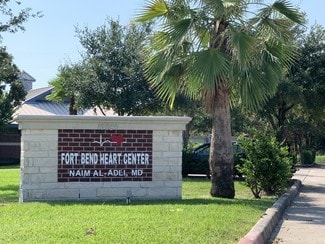 FORT BEND HEART CENTER
NAIM AL-ADLI, MD